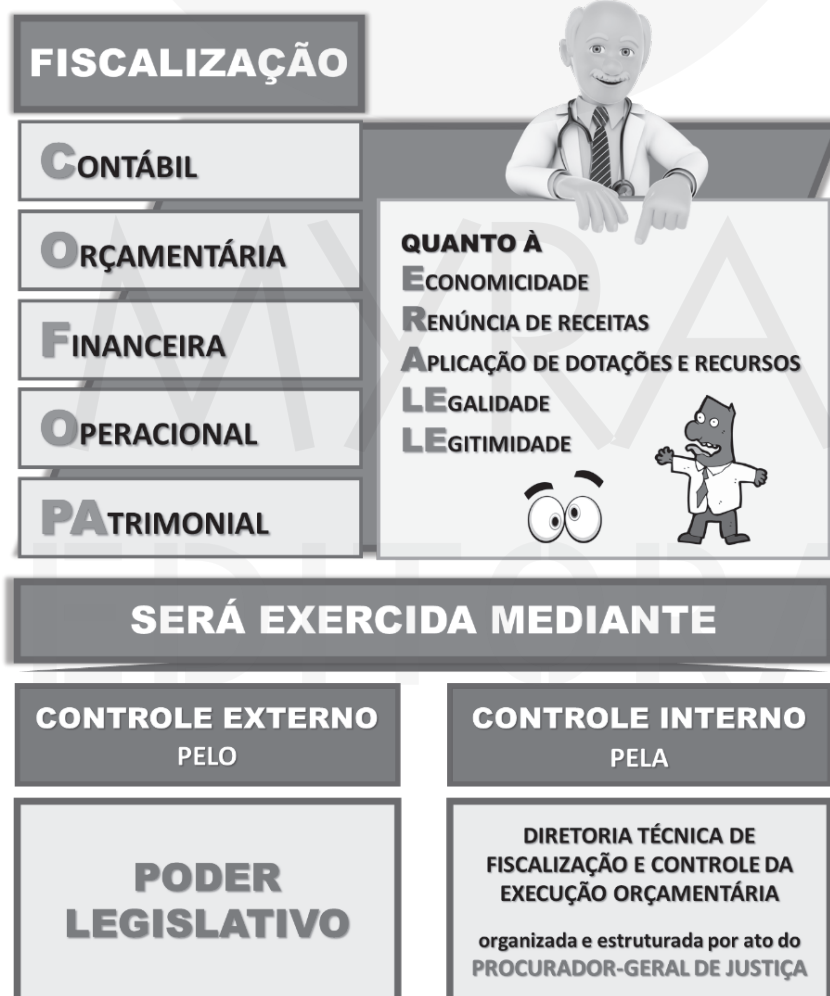 FISCALIZAÇÃO
CONTÁBIL
ORÇAMENTÁRIA
FINANCEIRA
OPERACIONAL
PATRIMONIAL
QUANTO À
ECONOMICIDADE
RENÚNCIA DE RECEITAS
APLICAÇÃO DE DOTAÇÕES E RECURSOS
LEGALIDADE
LEGITIMIDADE
MYRA
EDITORA
SERÁ EXERCIDA MEDIANTE
CONTROLE EXTERNO
PELO
PODER
LEGISLATIVO
CONTROLE INTERNO
PELA
DIRETORIA TÉCNICA DE
FISCALIZAÇÃO E CONTROLE DA
EXECUÇÃO ORÇAMENTÁRIA
organizada e estruturada por ato do
PROCURADOR-GERAL DE JUSTIÇA